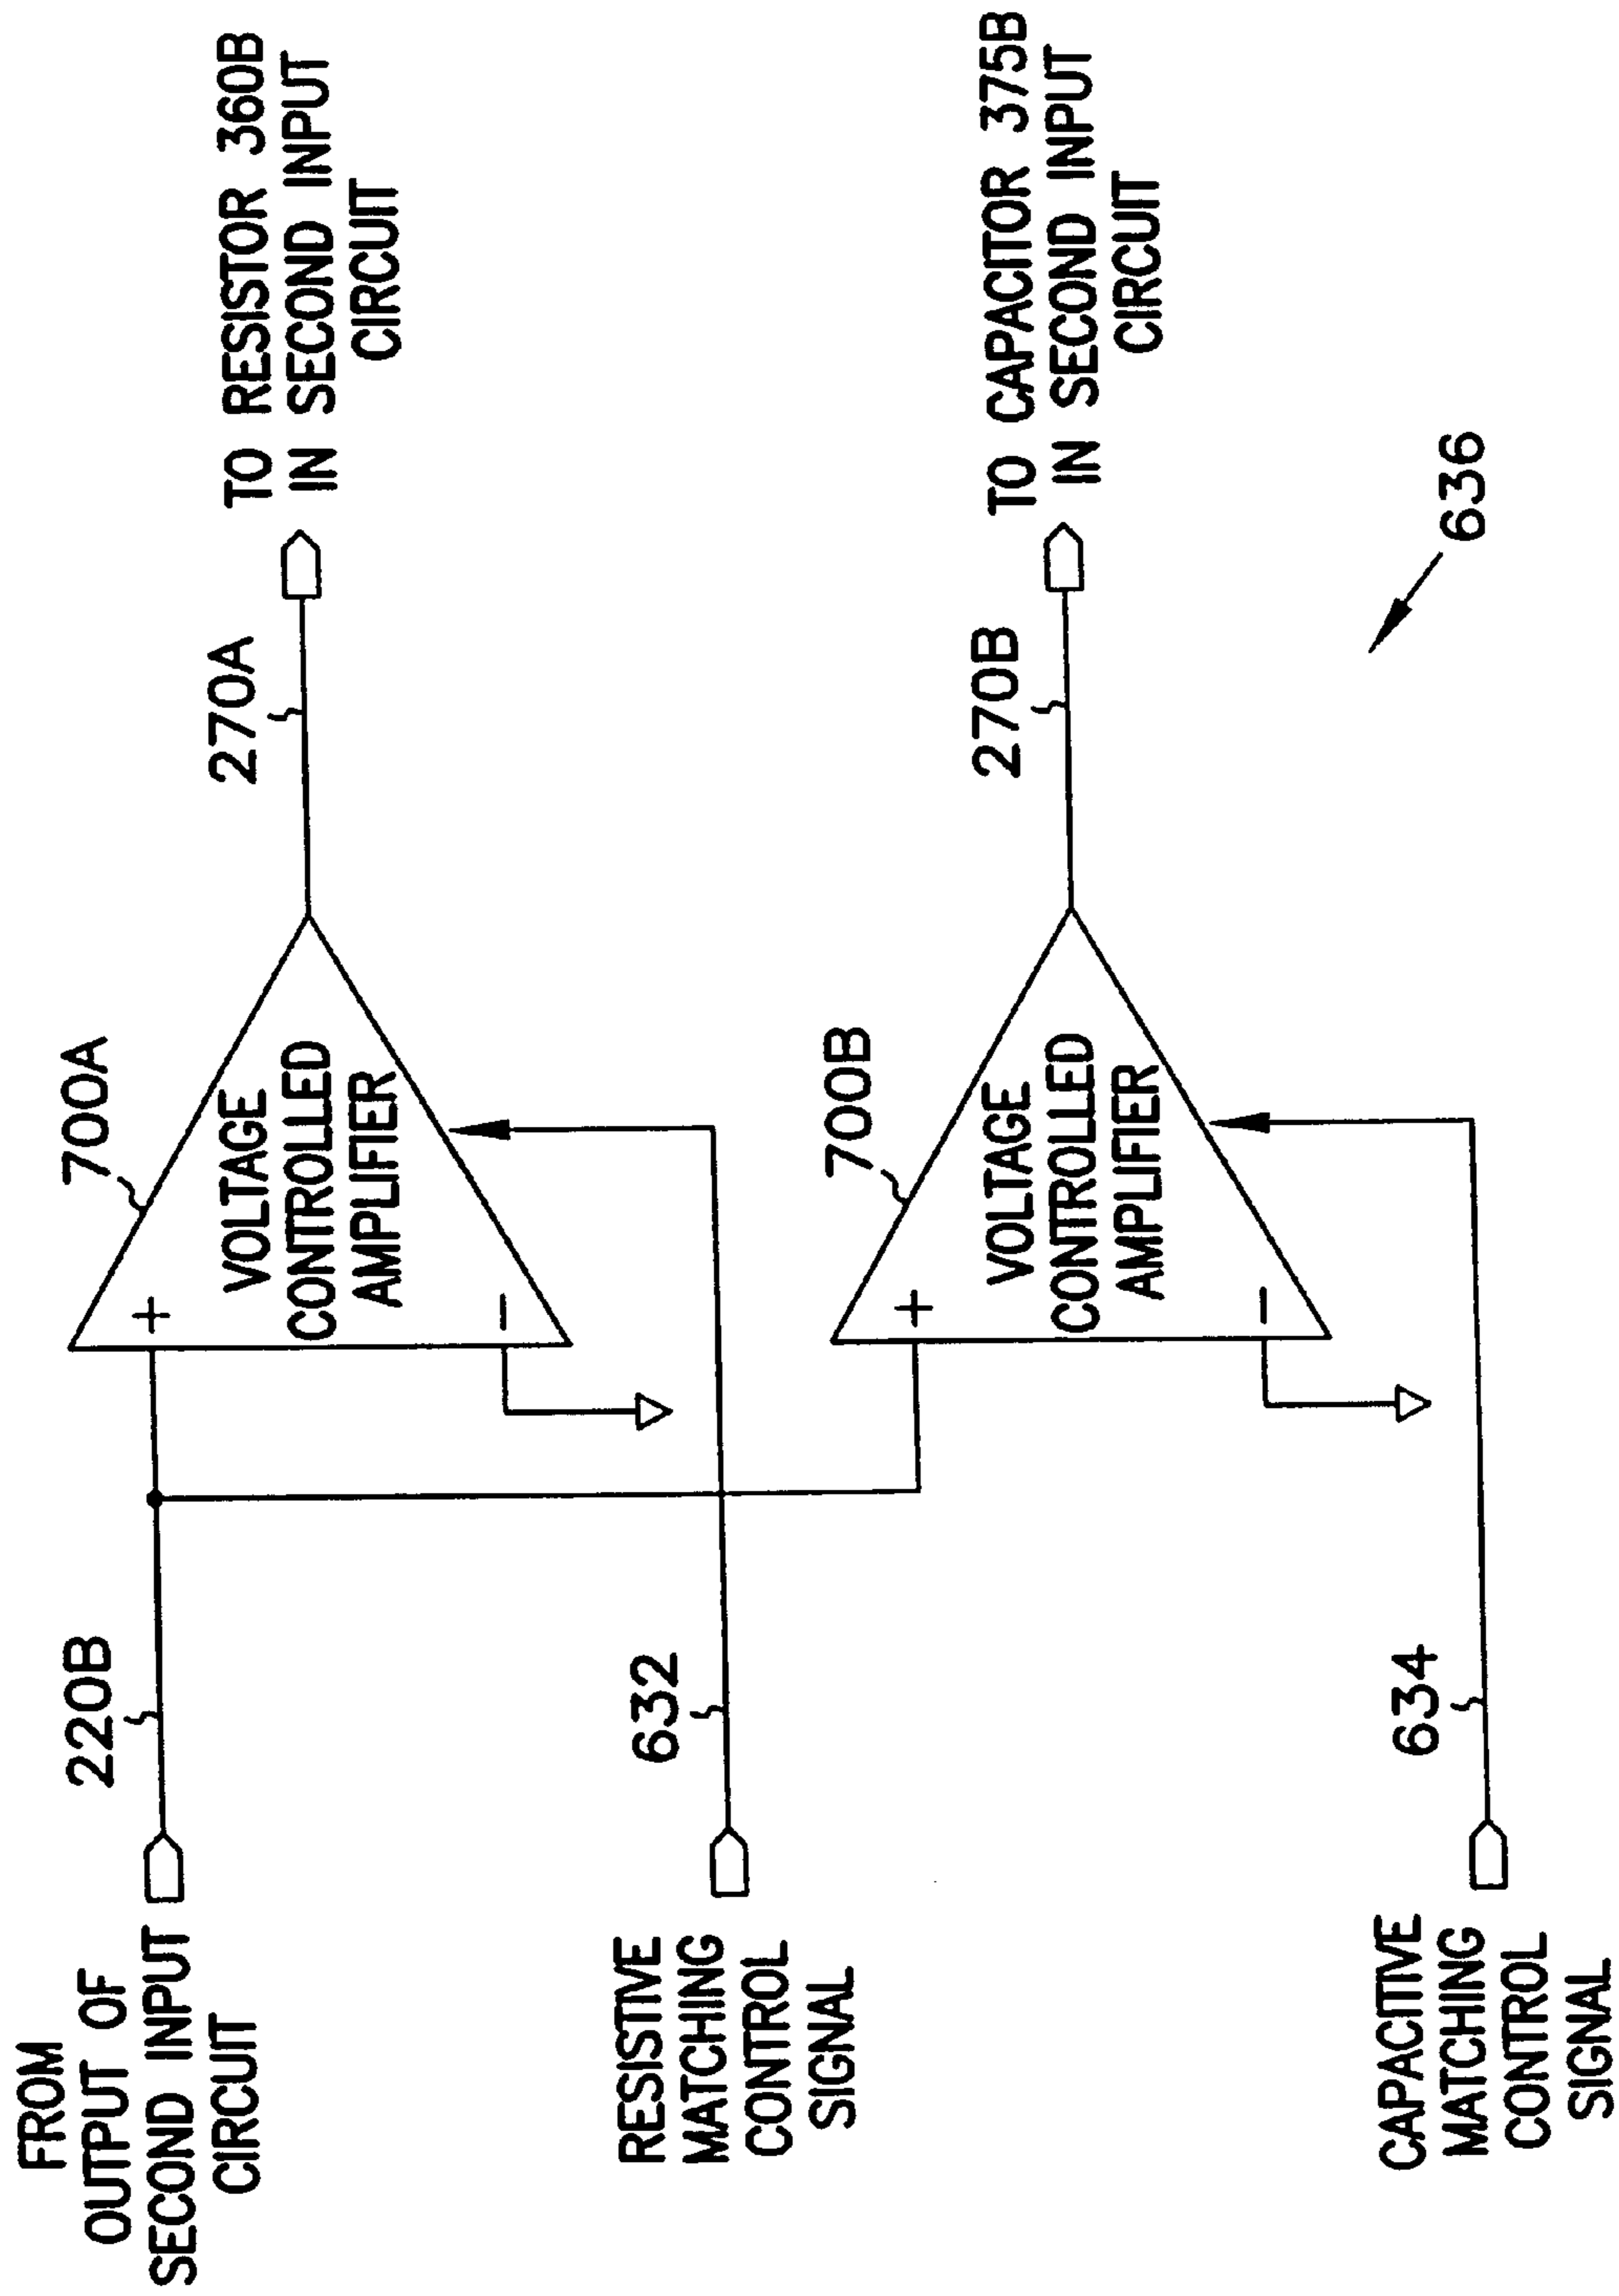 FROM
OUTPUT OF
SECOND INPUT
CIRCUIT
220B
700A
+
−
VOLTAGE
CONTROLLED
AMPLIFIER
270A
TO RESISTOR 360B
IN SECOND INPUT
CIRCUIT
RESISTIVE
MATCHING
CONTROL
SIGNAL
632
700B
+
−
VOLTAGE
CONTROLLED
AMPLIFIER
270B
TO CAPACITOR 375B
IN SECOND INPUT
CIRCUIT
CAPACITIVE
MATCHING
CONTROL
SIGNAL
634
636